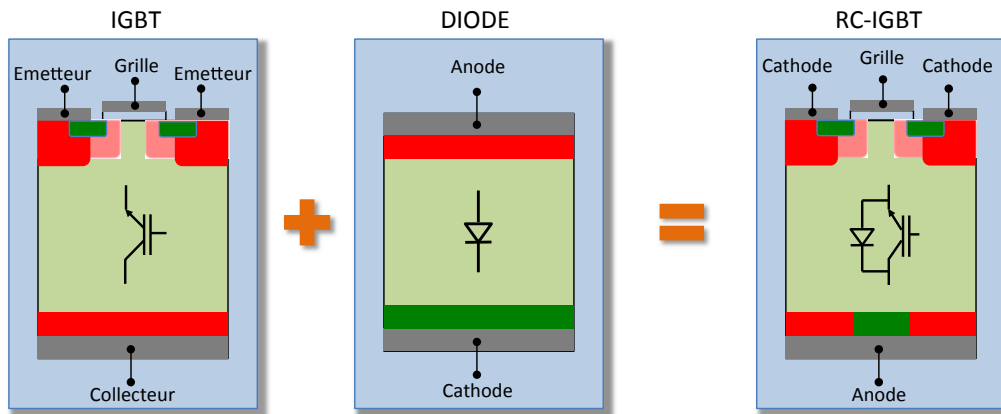 IGBT
DIODE
RC-IGBT
Emetteur
Grille
Emetteur
Anode
Cathode
Grille
Cathode
Collecteur
Cathode
Anode